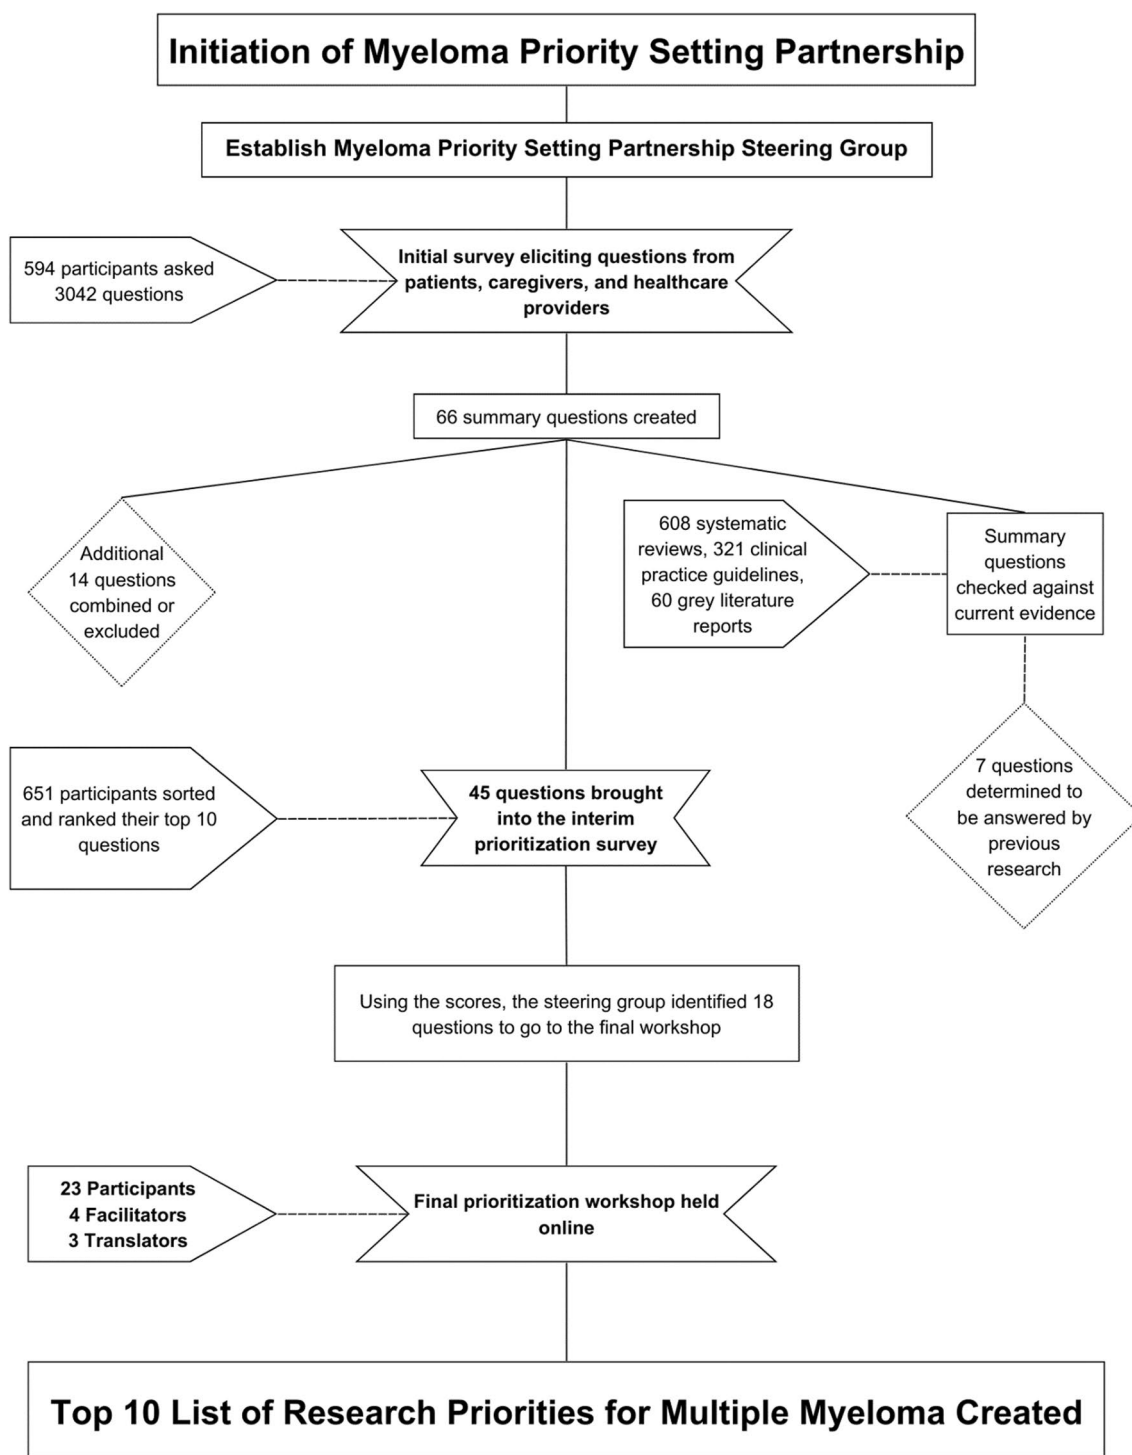 Initiation of Myeloma Priority Setting Partnership
Establish Myeloma Priority Setting Partnership Steering Group
594 participants asked
3042 questions
Initial survey eliciting questions from
patients, caregivers, and healthcare
providers
66 summary questions created
Additional
14 questions
combined or
excluded
608 systematic
reviews, 321 clinical
practice guidelines,
60 grey literature
reports
Summary
questions
checked against
current evidence
7 questions
determined to
be answered by
previous
research
651 participants sorted
and ranked their top 10
questions
45 questions brought
into the interim
prioritization survey
Using the scores, the steering group identified 18
questions to go to the final workshop
23 Participants
4 Facilitators
3 Translators
Final prioritization workshop held
online
Top 10 List of Research Priorities for Multiple Myeloma Created